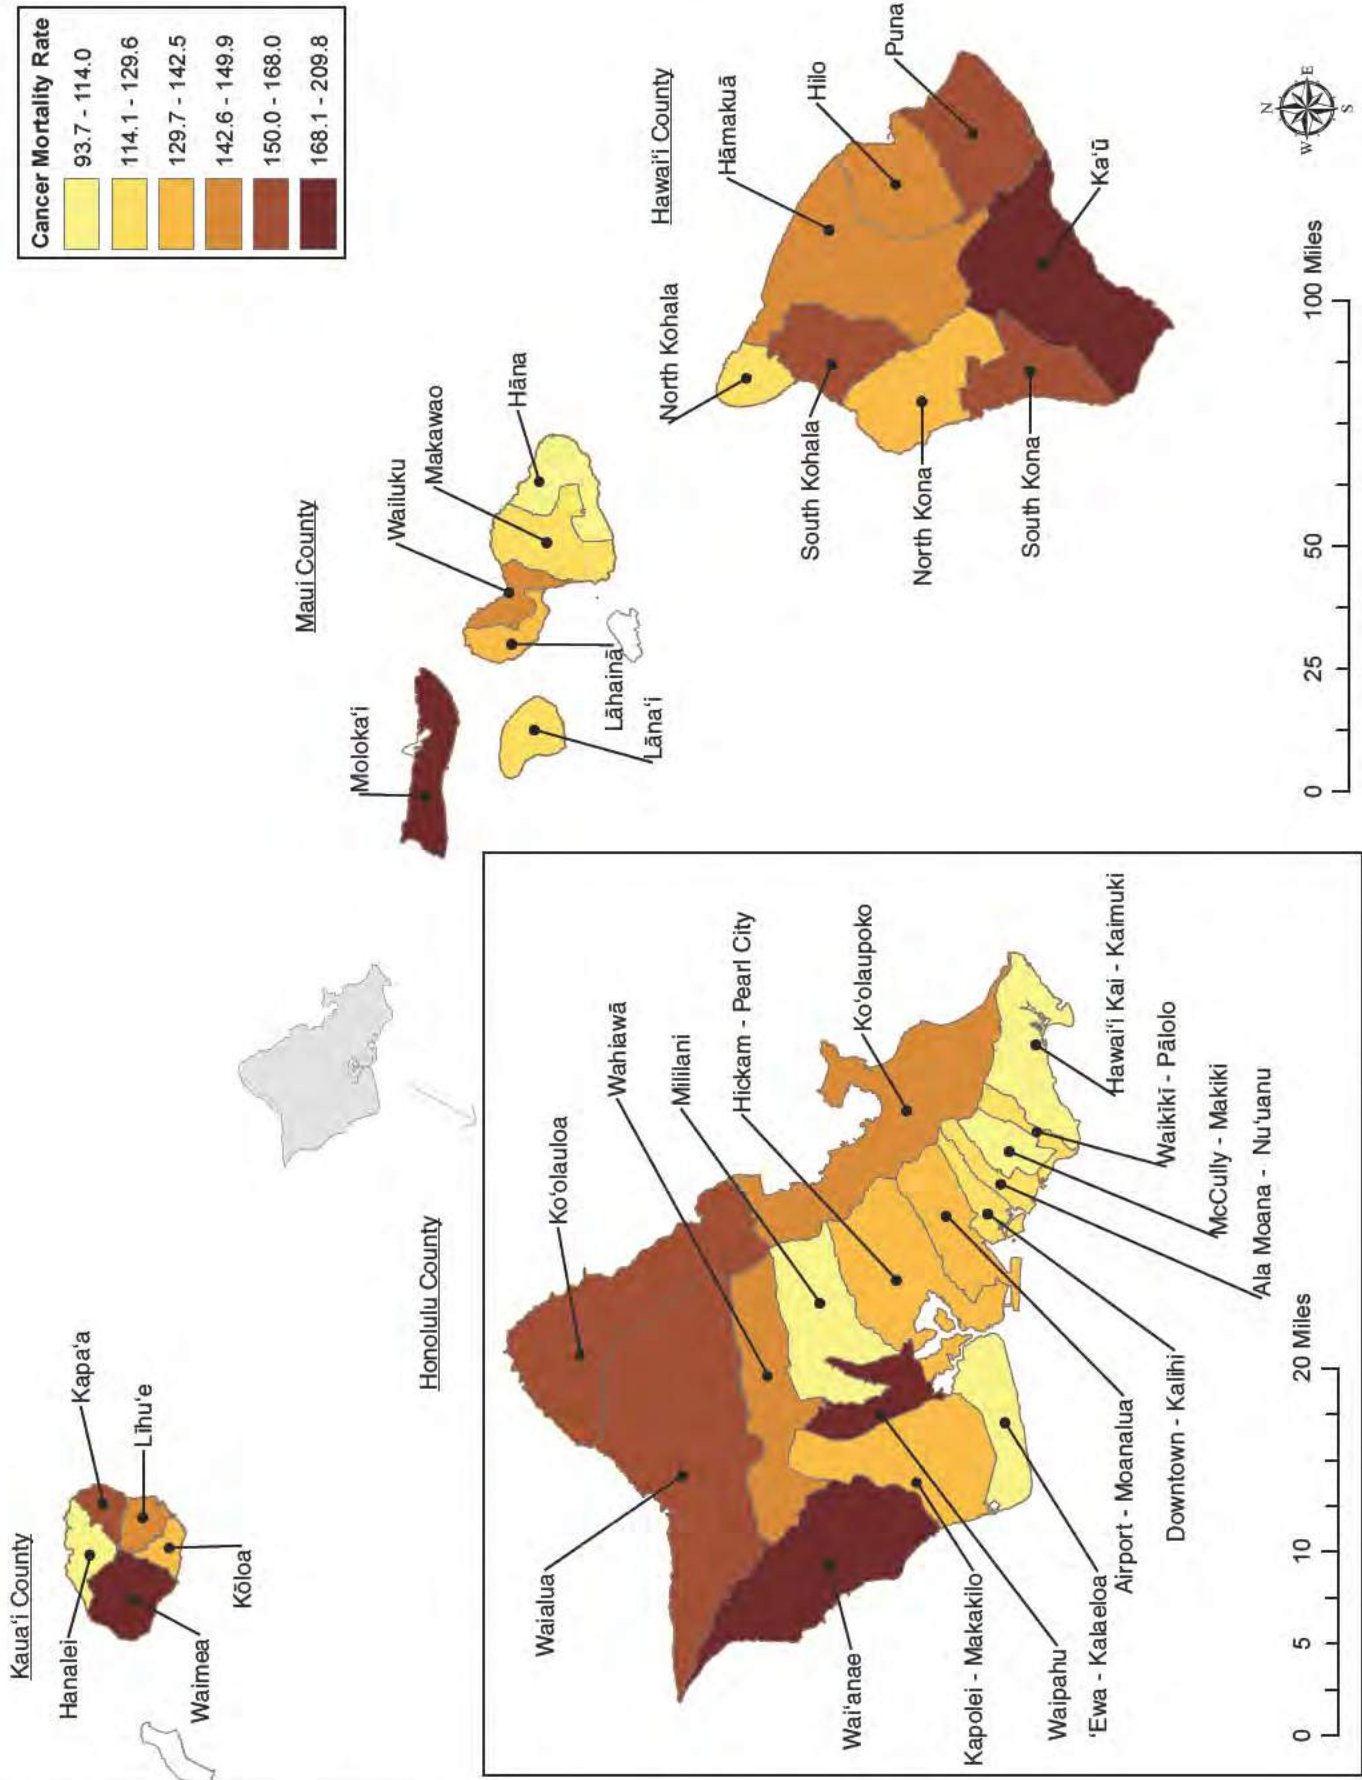 Kaua‘i County
Hanalei
Kapa‘a
Līhu‘e
Waimea
Kōloa
Honolulu County
Ko‘olauloa
Wahiawā
Mililani
Hickam - Pearl City
Ko‘olaupoko
Waialua
Wai‘anae
Kapolei - Makakilo
Waipahu
‘Ewa - Kalaeloa
Airport - Moanalua
Downtown - Kalihi
Ala Moana - Nu‘uanu
McCully - Makiki
Waikiki - Pālolo
Hawai‘i Kai - Kaimuki
0 5 10 20 Miles
Maui County
Moloka‘i
Wailuku
Makawao
Hāna
Lāhainā
Lāna‘i
Cancer Mortality Rate
93.7 - 114.0
114.1 - 129.6
129.7 - 142.5
142.6 - 149.9
150.0 - 168.0
168.1 - 209.8
Hawai‘i County
North Kohala
Hāmakuā
Hilo
Puna
South Kohala
North Kona
South Kona
Ka‘ū
0 25 50 100 Miles
N
W E
S